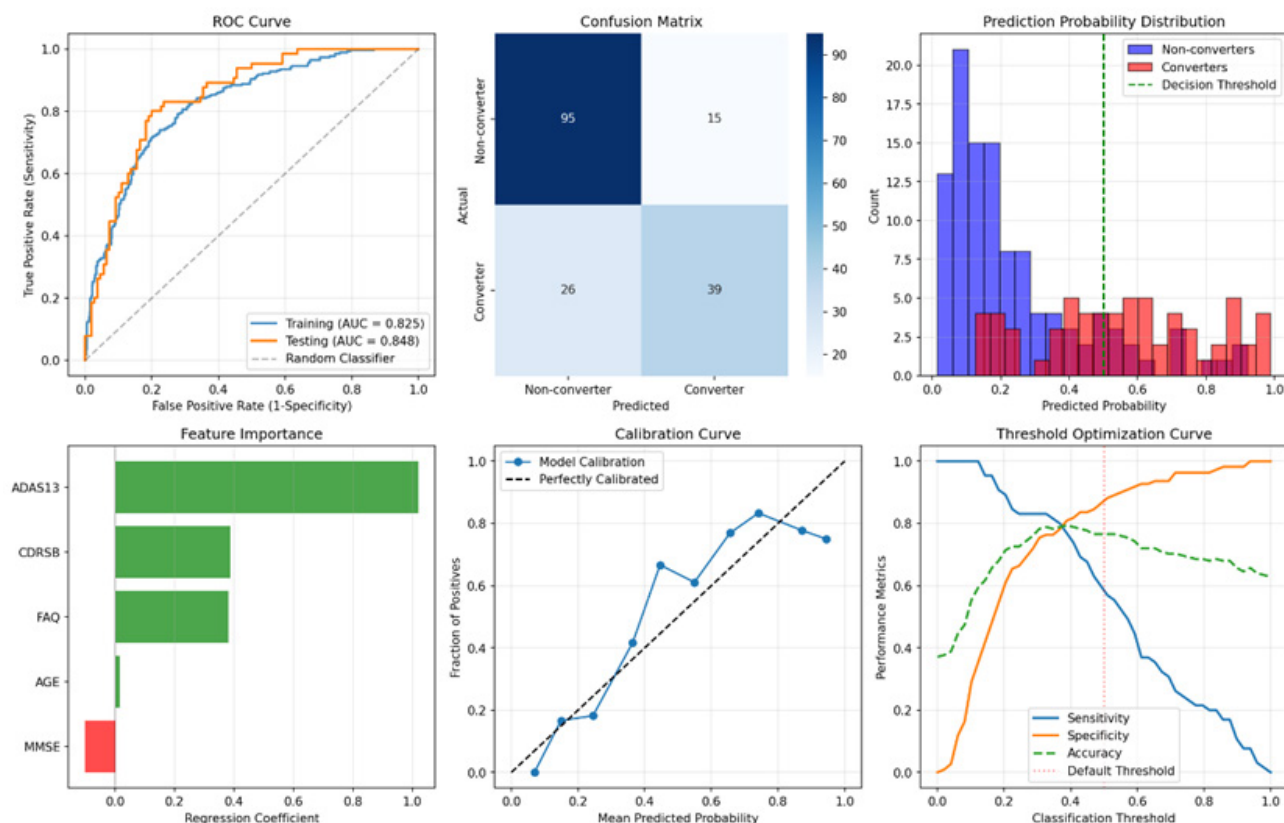 ROC Curve
1.0
0.8
0.6
0.4
0.2
0.0
True Positive Rate (Sensitivity)
Training (AUC = 0.825)
Testing (AUC = 0.848)
Random Classifier
0.0 0.2 0.4 0.6 0.8 1.0
False Positive Rate (1-Specificity)
Confusion Matrix
Actual
Non-converter
Converter
95 15
26 39
Non-converter Converter
Predicted
90
80
70
60
50
40
30
20
Prediction Probability Distribution
20.0
17.5
15.0
12.5
10.0
7.5
5.0
2.5
0.0
Count
Non-converters
Converters
Decision Threshold
0.0 0.2 0.4 0.6 0.8 1.0
Predicted Probability
Feature Importance
ADAS13
CDRSB
FAQ
AGE
MMSE
0.0 0.2 0.4 0.6 0.8 1.0
Regression Coefficient
Calibration Curve
1.0
0.8
0.6
0.4
0.2
0.0
Fraction of Positives
Model Calibration
Perfectly Calibrated
0.0 0.2 0.4 0.6 0.8 1.0
Mean Predicted Probability
Threshold Optimization Curve
1.0
0.8
0.6
0.4
0.2
0.0
Performance Metrics
Sensitivity
Specificity
Accuracy
Default Threshold
0.0 0.2 0.4 0.6 0.8 1.0
Classification Threshold